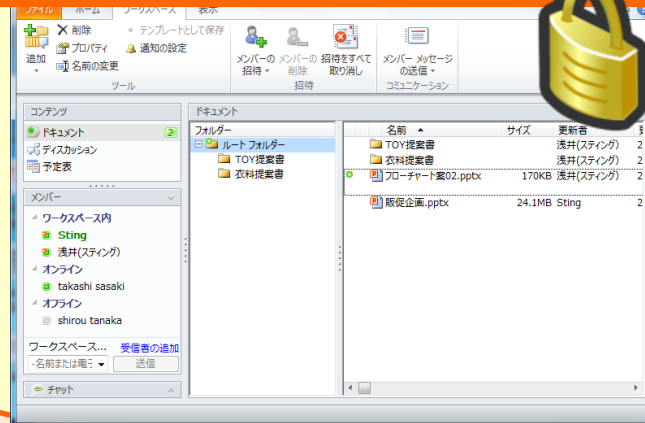 ファイル ホーム ワークスペース 表示
追加
削除
プロパティ
名前の変更
テンプレートとして保存
通知の設定
ツール
メンバーの招待
メンバーの削除
招待をすべて取り消し
招待
メンバー メッセージの送信
コミュニケーション
コンテンツ
ドキュメント 2
ディスカッション
予定表
メンバー
ワークスペース内
Sting
浅井(スティング)
オンライン
takashi sasaki
オフライン
shirou tanaka
ワークスペース... 受信者の追加
-名前または電子 送信
チャット
ドキュメント
フォルダー
ルート フォルダー
TOY提案書
衣料提案書
名前 サイズ 更新者
TOY提案書 浅井(スティング) 2
衣料提案書 浅井(スティング) 2
フローチャート案02.pptx 170KB 浅井(スティング) 2
販促企画.pptx 24.1MB Sting 2